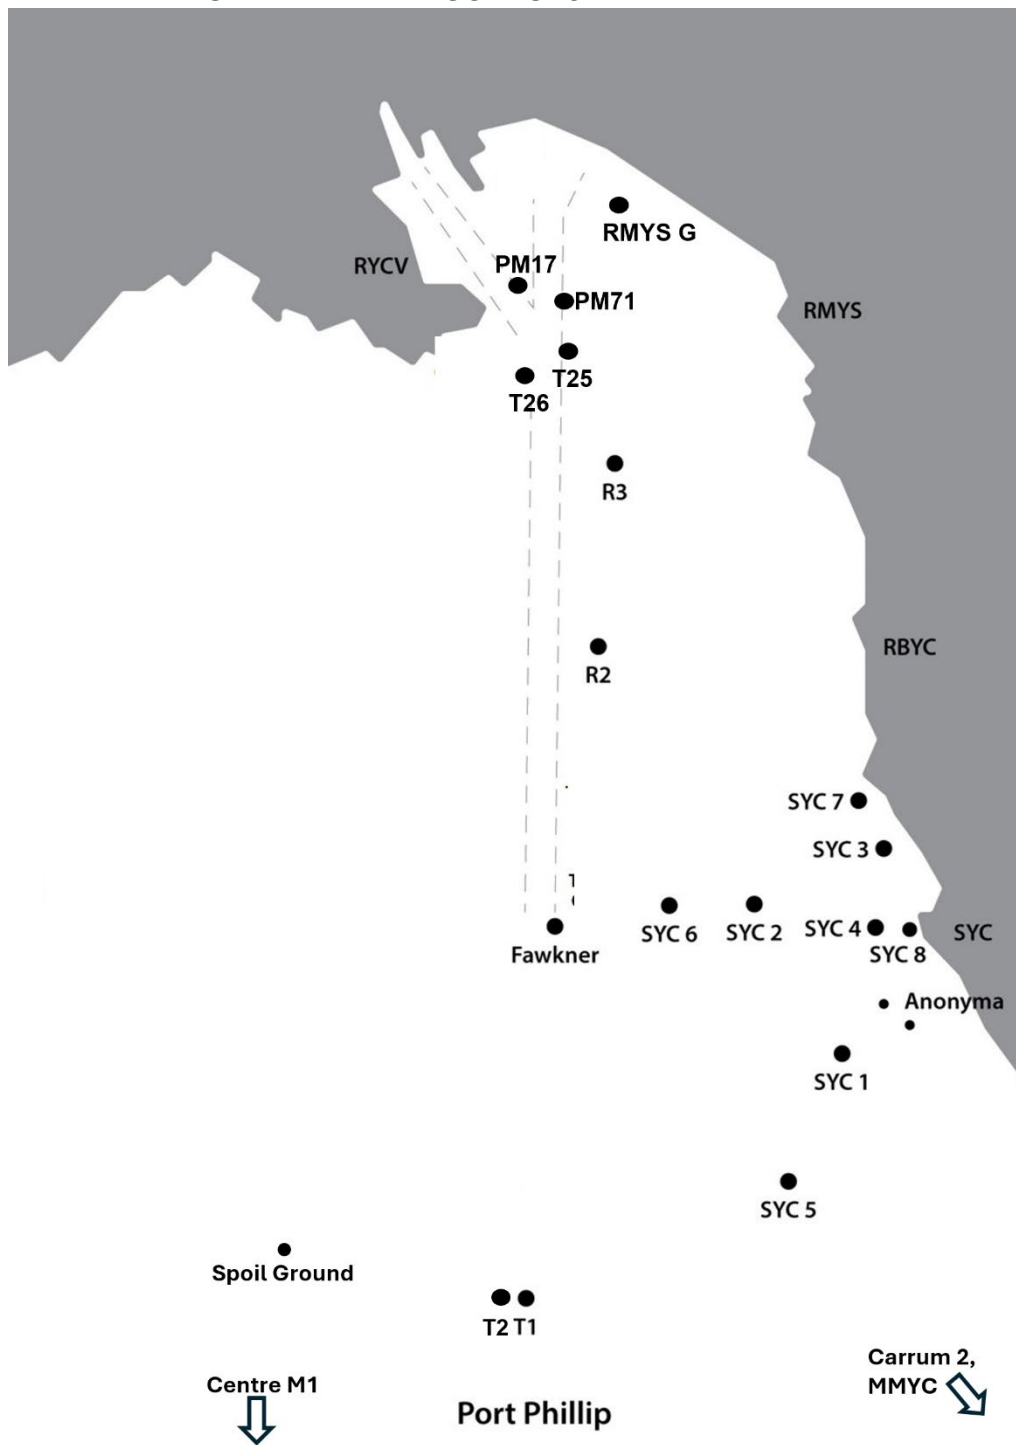 RMYS G
PM17
RYCV
PM71
RMYS
T25
T26
R3
RBYC
R2
SYC 7
SYC 3
SYC 6
SYC 2
SYC 4
SYC
SYC 8
Fawkner
Anonyma
SYC 1
SYC 5
Spoil Ground
T2 T1
Carrum 2,
MMYC
Centre M1
Port Phillip